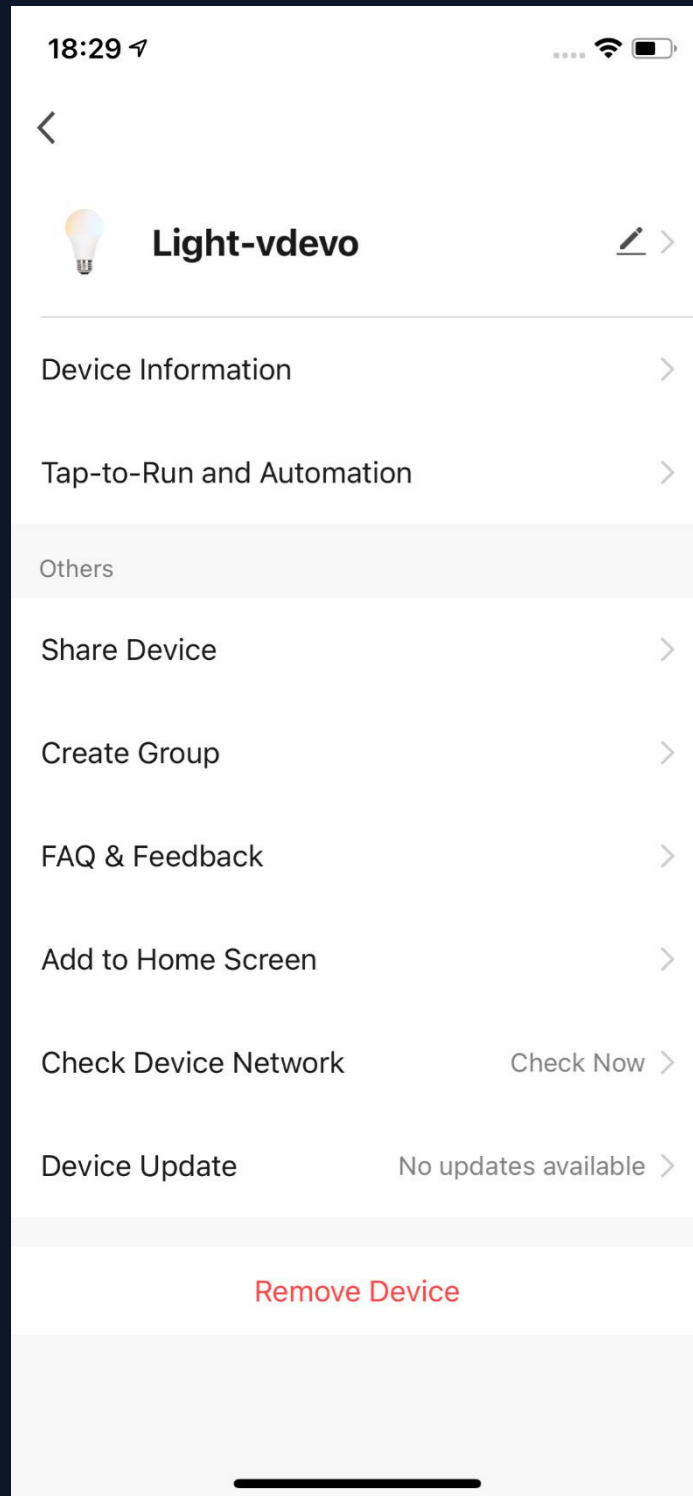 18:29
Light-vdevo
Device Information
Tap-to-Run and Automation
Others
Share Device
Create Group
FAQ & Feedback
Add to Home Screen
Check Device Network Check Now
Device Update No updates available
Remove Device